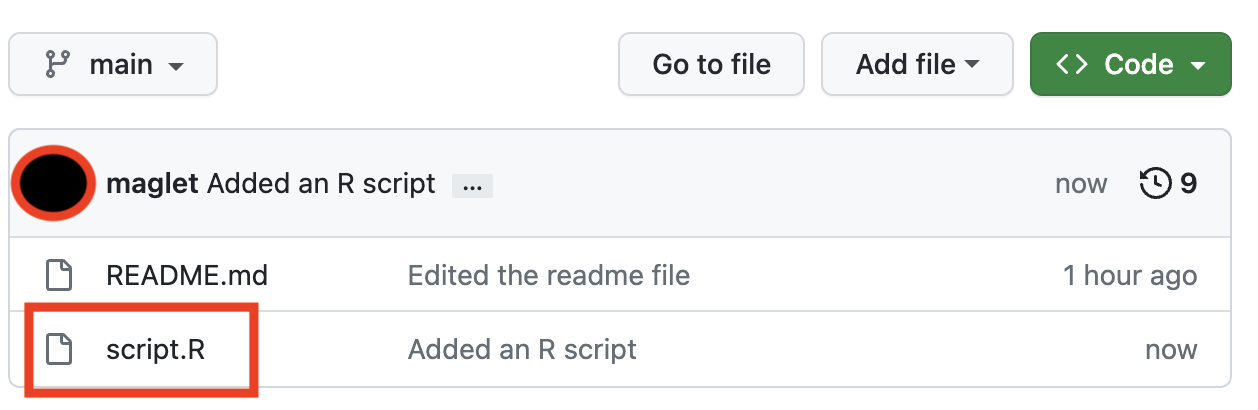 main Go to file Add file <> Code
maglet Added an R script ... now 9
README.md Edited the readme file 1 hour ago
script.R Added an R script now